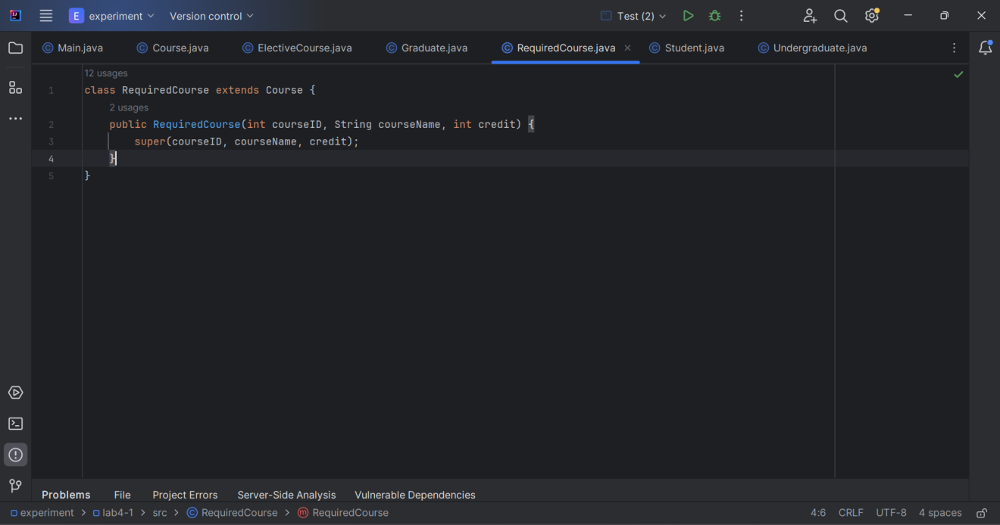 E experiment Version control Test (2)
Main.java Course.java ElectiveCourse.java Graduate.java RequiredCourse.java Student.java Undergraduate.java
12 usages
1 class RequiredCourse extends Course {
2 usages
2 public RequiredCourse(int courseID, String courseName, int credit) {
3 super(courseID, courseName, credit);
4 }
5 }
Problems File Project Errors Server-Side Analysis Vulnerable Dependencies
experiment > lab4-1 > src > RequiredCourse > m RequiredCourse 4:6 CRLF UTF-8 4 spaces